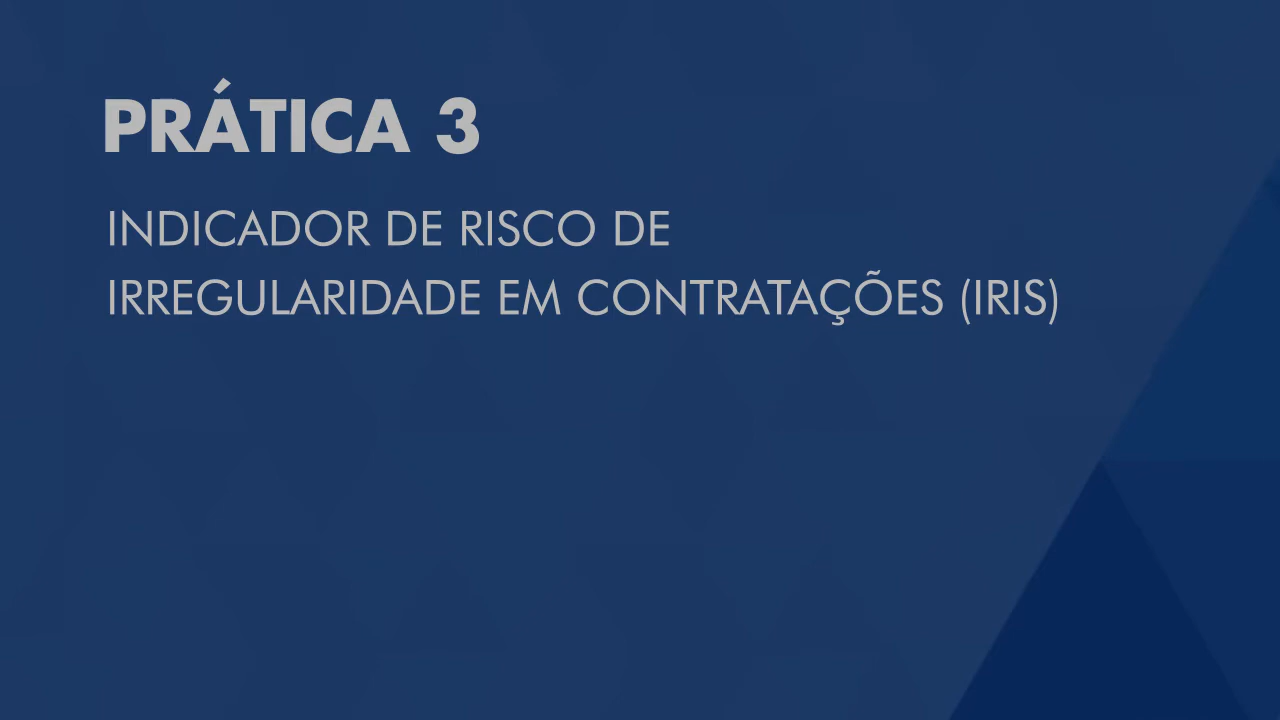 PRÁTICA 3
INDICADOR DE RISCO DE
IRREGULARIDADE EM CONTRATAÇÕES (IRIS)